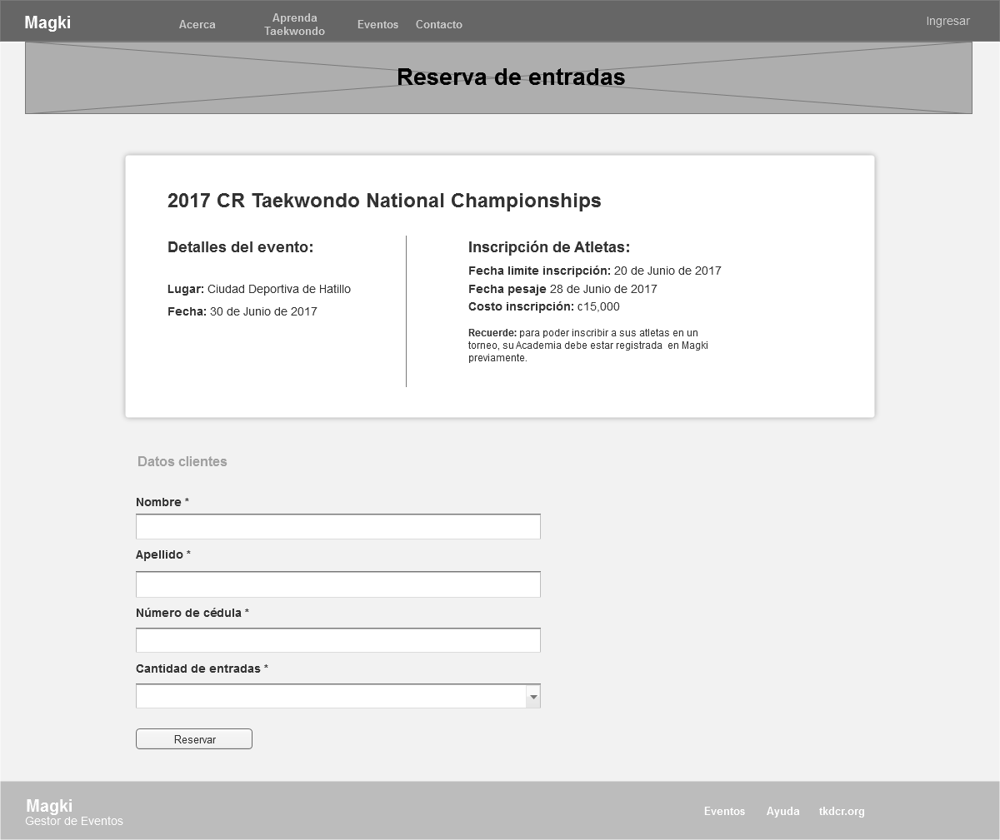 Magki
Acerca
Aprenda
Taekwondo
Eventos
Contacto
Ingresar
Reserva de entradas
2017 CR Taekwondo National Championships
Detalles del evento:
Lugar: Ciudad Deportiva de Hatillo
Fecha: 30 de Junio de 2017
Inscripción de Atletas:
Fecha limite inscripción: 20 de Junio de 2017
Fecha pesaje 28 de Junio de 2017
Costo inscripción: ¢15,000
Recuerde: para poder inscribir a sus atletas en un
torneo, su Academia debe estar registrada  en Magki
previamente.
Datos clientes
Nombre *
Apellido *
Número de cédula *
Cantidad de entradas *
Reservar
Magki
Gestor de Eventos
Eventos
Ayuda
tkdcr.org